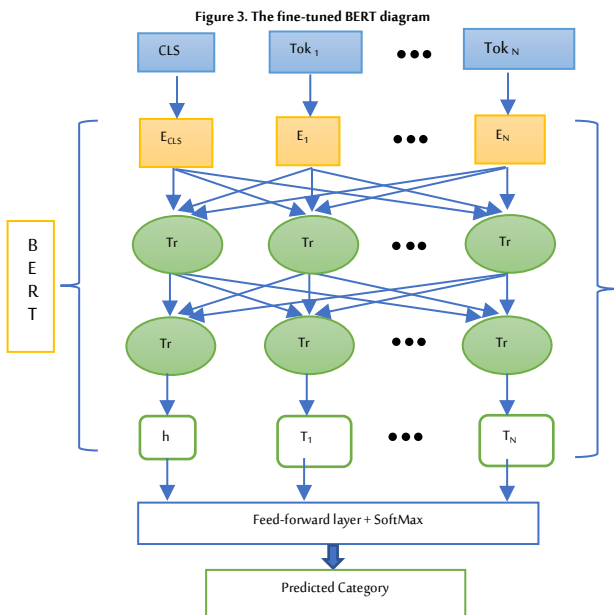 Figure 3. The fine-tuned BERT diagram
CLS Tok 1 ●●● Tok N
E CLS E1 ●●● EN
Tr Tr ●●● Tr
B
E
R
T
Tr Tr ●●● Tr
h T1 ●●● TN
Feed-forward layer + SoftMax
Predicted Category